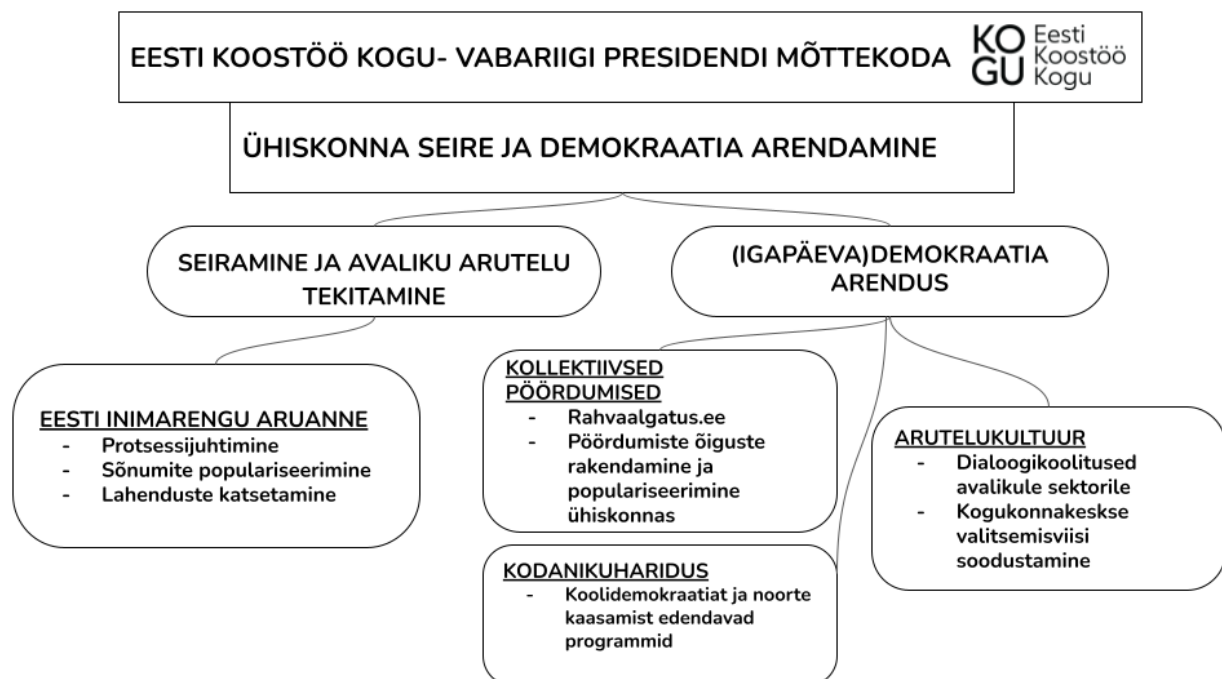 EESTI KOOSTÖÖ KOGU- VABARIIGI PRESIDENDI MÕTTEKODA
KO
GU
Eesti
Koostöö
Kogu
ÜHISKONNA SEIRE JA DEMOKRAATIA ARENDAMINE
SEIRAMINE JA AVALIKU ARUTELU
TEKITAMINE
(IGAPÄEVA)DEMOKRAATIA
ARENDUS
EESTI INIMARENGU ARUANNE
- Protsessijuhtimine
- Sõnumite populariseerimine
- Lahenduste katsetamine
KOLLEKTIIVSED
PÖÖRDUMISED
- Rahvaalgatus.ee
- Pöördumiste õiguste
rakendamine ja
populariseerimine
ühiskonnas
KODANIKUHARIDUS
- Koolidemokraatiat ja noorte
kaasamist edendavad
programmid
ARUTELUKULTUUR
- Dialoogikoolitused
avalikule sektorile
- Kogukonnakeskse
valitsemisviisi
soodustamine